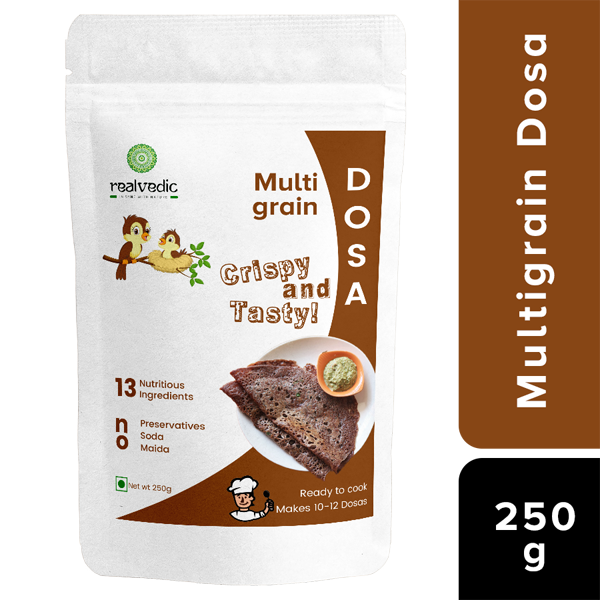 realvedic
Multi
grain
DOSA
Crispy
and
Tasty!
13 Nutritious
Ingredients
no
Preservatives
Soda
Maida
Net wt 250g
Ready to cook
Makes 10-12 Dosas
Multigrain Dosa
250
g